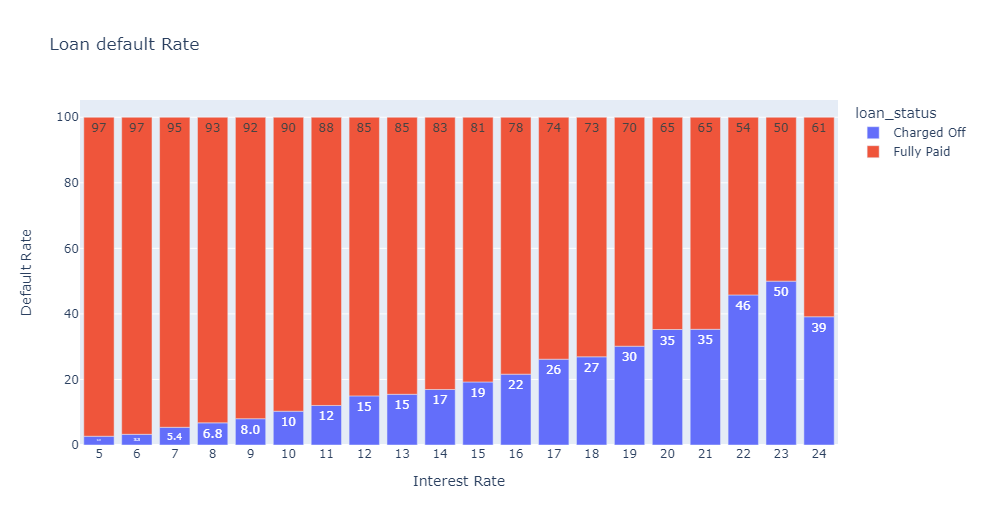 Loan default Rate
loan_status
Charged Off
Fully Paid
Default Rate
100
80
60
40
20
0
97 97 95 93 92 90 88 85 85 83 81 78 74 73 70 65 65 54 50 61
5.4 6.8 8.0 10 12 15 15 17 19 22 26 27 30 35 35 46 50 39
5 6 7 8 9 10 11 12 13 14 15 16 17 18 19 20 21 22 23 24
Interest Rate